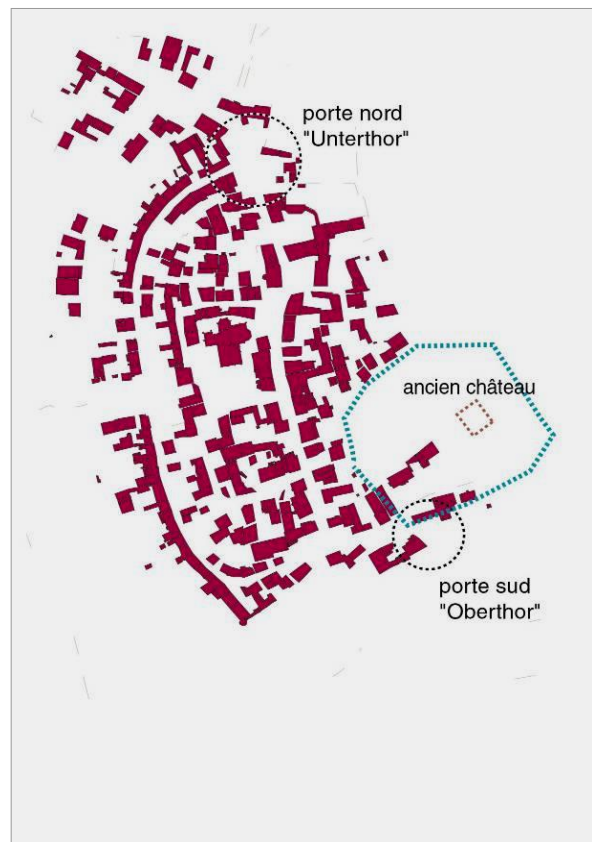 porte nord
"Unterthor"
ancien château
porte sud
"Oberthor"